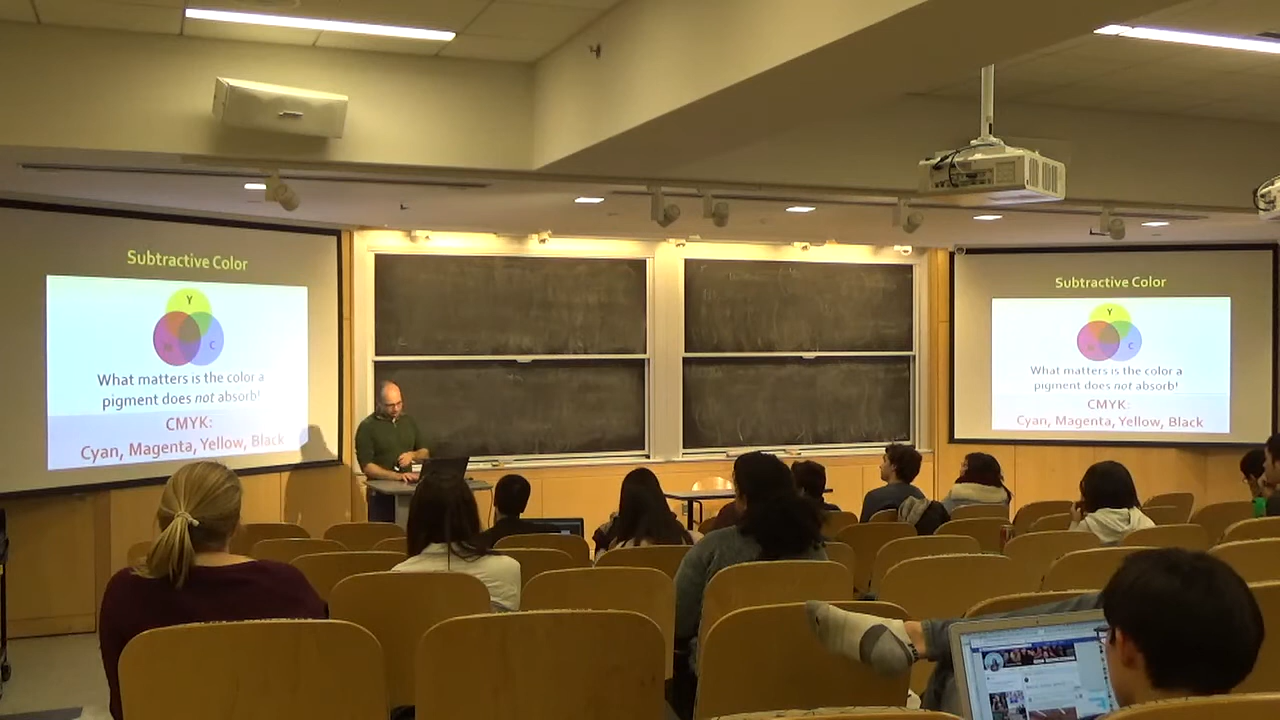 Subtractive Color
Y
M
C
What matters is the color a
pigment does not absorb!
CMYK:
Cyan, Magenta, Yellow, Black
Subtractive Color
Y
C
What matters is the color a
pigment does not absorb!
CMYK:
Cyan, Magenta, Yellow, Black